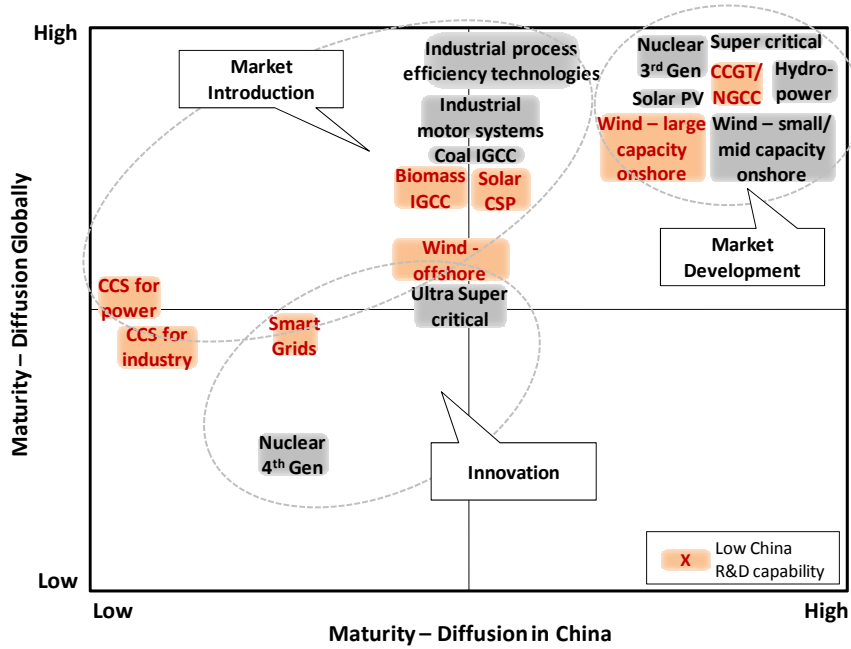 High
Maturity – Diffusion Globally
Low
Market
Introduction
Industrial process
efficiency technologies
Industrial
motor systems
Coal IGCC
Biomass
IGCC
Solar
CSP
Wind -
offshore
Ultra Super
critical
CCS for
power
CCS for
industry
Smart
Grids
Nuclear
4th Gen
Nuclear
3rd Gen
Super critical
CCGT/
NGCC
Hydro-
power
Solar PV
Wind – large
capacity
onshore
Wind – small/
mid capacity
onshore
Market
Development
Innovation
X
Low China
R&D capability
Low
High
Maturity – Diffusion in China